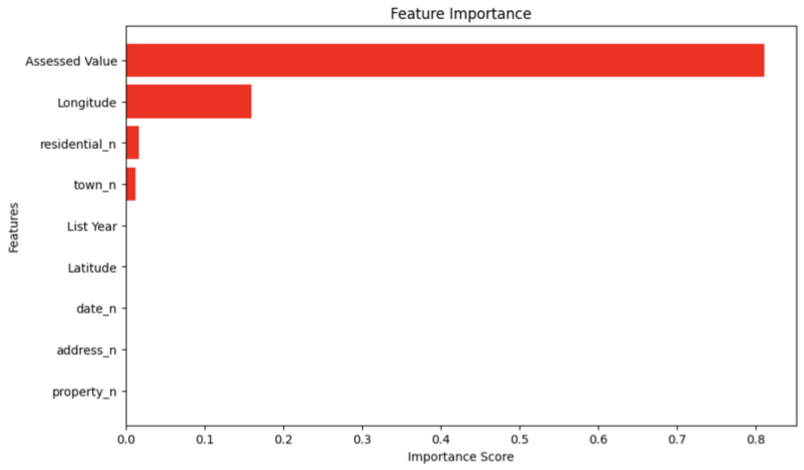 Feature Importance
Assessed Value
Longitude
residential_n
town_n
List Year
Latitude
date_n
address_n
property_n
Features
0.0 0.1 0.2 0.3 0.4 0.5 0.6 0.7 0.8
Importance Score